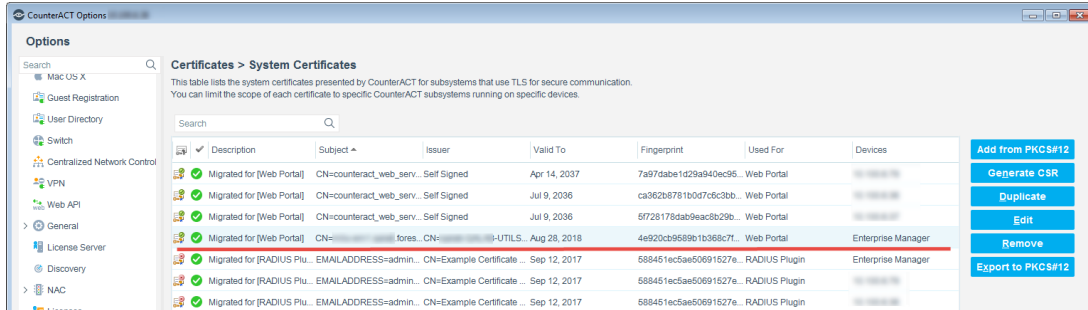 CounterACT Options
Options
Search
Mac OS X
Guest Registration
User Directory
Switch
Centralized Network Control
VPN
Web API
General
License Server
Discovery
NAC
Certificates > System Certificates
This table lists the system certificates presented by CounterACT for subsystems that use TLS for secure communication.
You can limit the scope of each certificate to specific CounterACT subsystems running on specific devices.
Search
Description Subject Issuer Valid To Fingerprint Used For Devices
Migrated for [Web Portal] CN=counteract_web_serv... Self Signed Apr 14, 2037 7a97dabe1d29a940ec95... Web Portal
Migrated for [Web Portal] CN=counteract_web_serv... Self Signed Jul 9, 2036 ca362b8781b0d7c6c3bb... Web Portal
Migrated for [Web Portal] CN=counteract_web_serv... Self Signed Jul 9, 2036 5f728178dab9eac8b29b... Web Portal
Migrated for [Web Portal] CN= .fores... CN= -UTILS... Aug 28, 2018 4e920cb9589b1b368c7f... Web Portal Enterprise Manager
Migrated for [RADIUS Plu... EMAILADDRESS=admin... CN=Example Certificate ... Sep 12, 2017 588451ec5ae50691527e... RADIUS Plugin Enterprise Manager
Migrated for [RADIUS Plu... EMAILADDRESS=admin... CN=Example Certificate ... Sep 12, 2017 588451ec5ae50691527e... RADIUS Plugin
Migrated for [RADIUS Plu... EMAILADDRESS=admin... CN=Example Certificate ... Sep 12, 2017 588451ec5ae50691527e... RADIUS Plugin
Add from PKCS#12
Generate CSR
Duplicate
Edit
Remove
Export to PKCS#12